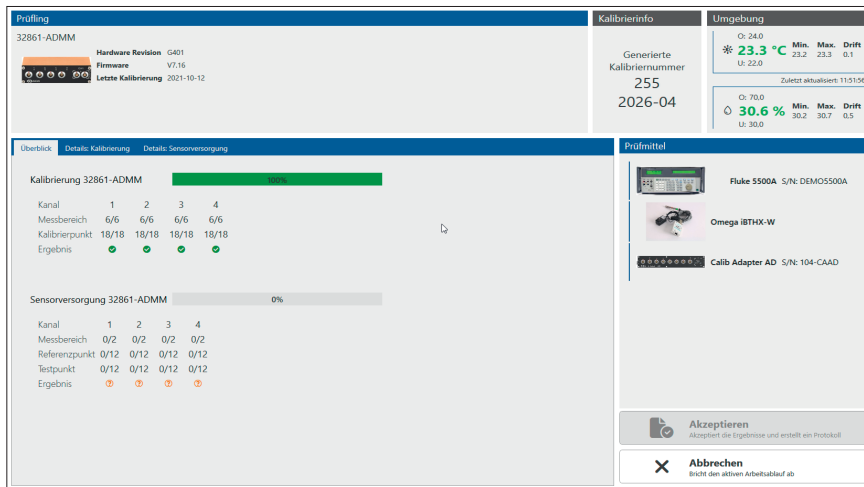 Prüfling
32861-ADMM
Hardware Revision G401
Firmware V7.16
Letzte Kalibrierung 2021-10-12
Kalibrierinfo
Generierte
Kalibriernummer
255
2026-04
Umgebung
O: 24.0
23.3 °C Min. Max. Drift
23.2 23.3 0.1
U: 22.0
Zuletzt aktualisiert: 11:51:56
O: 70,0
30.6 % Min. Max. Drift
30.2 30.7 0.5
U: 30,0
Überblick Details: Kalibrierung Details: Sensorversorgung
Kalibrierung 32861-ADMM 100%
Kanal 1 2 3 4
Messbereich 6/6 6/6 6/6 6/6
Kalibrierpunkt 18/18 18/18 18/18 18/18
Ergebnis
Sensorversorgung 32861-ADMM 0%
Kanal 1 2 3 4
Messbereich 0/2 0/2 0/2 0/2
Referenzpunkt 0/12 0/12 0/12 0/12
Testpunkt 0/12 0/12 0/12 0/12
Ergebnis ? ? ? ?
Prüfmittel
Fluke 5500A S/N: DEMO5500A
Omega iBTHX-W
Calib Adapter AD S/N: 104-CAAD
Akzeptieren
Akzeptiert die Ergebnisse und erstellt ein Protokoll
Abbrechen
Bricht den aktiven Arbeitsablauf ab